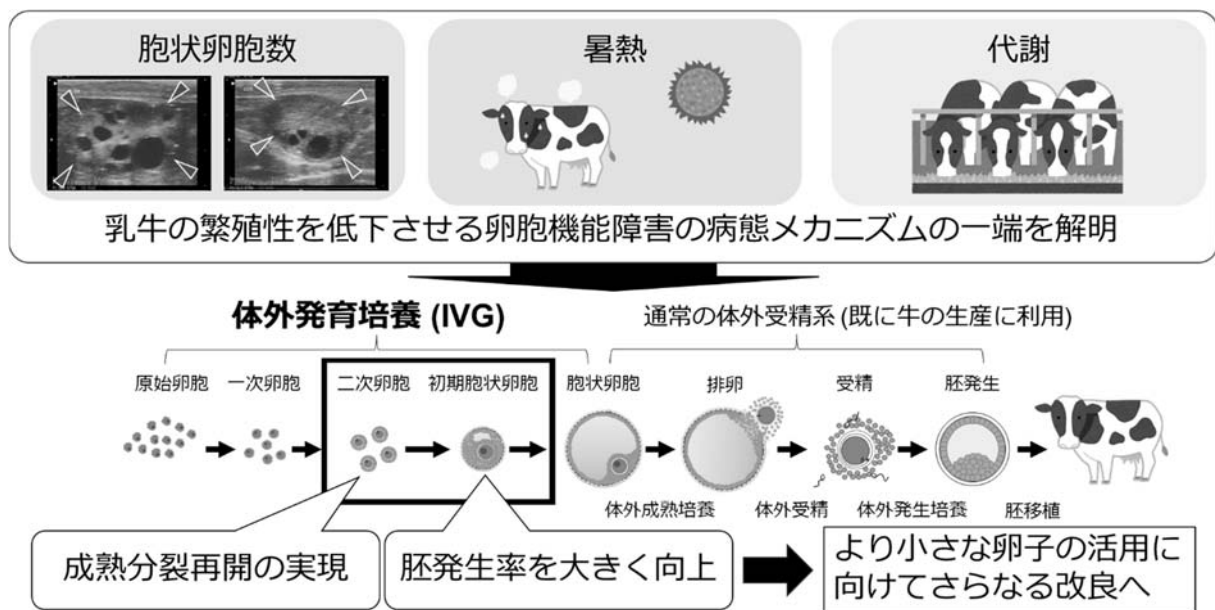 胞状卵胞数
暑熱
代謝
乳牛の繁殖性を低下させる卵胞機能障害の病態メカニズムの一端を解明
体外発育培養 (IVG)
通常の体外受精系 (既に牛の生産に利用)
原始卵胞
一次卵胞
二次卵胞
初期胞状卵胞
胞状卵胞
排卵
受精
胚発生
体外成熟培養
体外受精
体外発生培養
胚移植
成熟分裂再開の実現
胚発生率を大きく向上
より小さな卵子の活用に
向けてさらなる改良へ